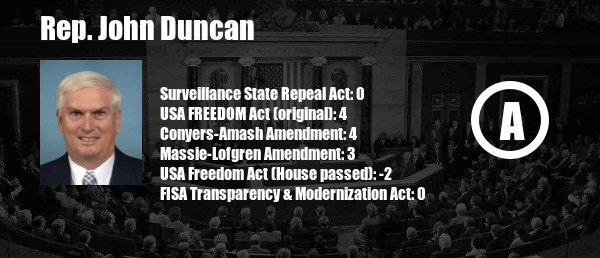 Rep. John Duncan
Surveillance State Repeal Act: 0
USA FREEDOM Act (original): 4
Conyers-Amash Amendment: 4
Massie-Lofgren Amendment: 3
USA Freedom Act (House passed): -2
FISA Transparency & Modernization Act: 0
A